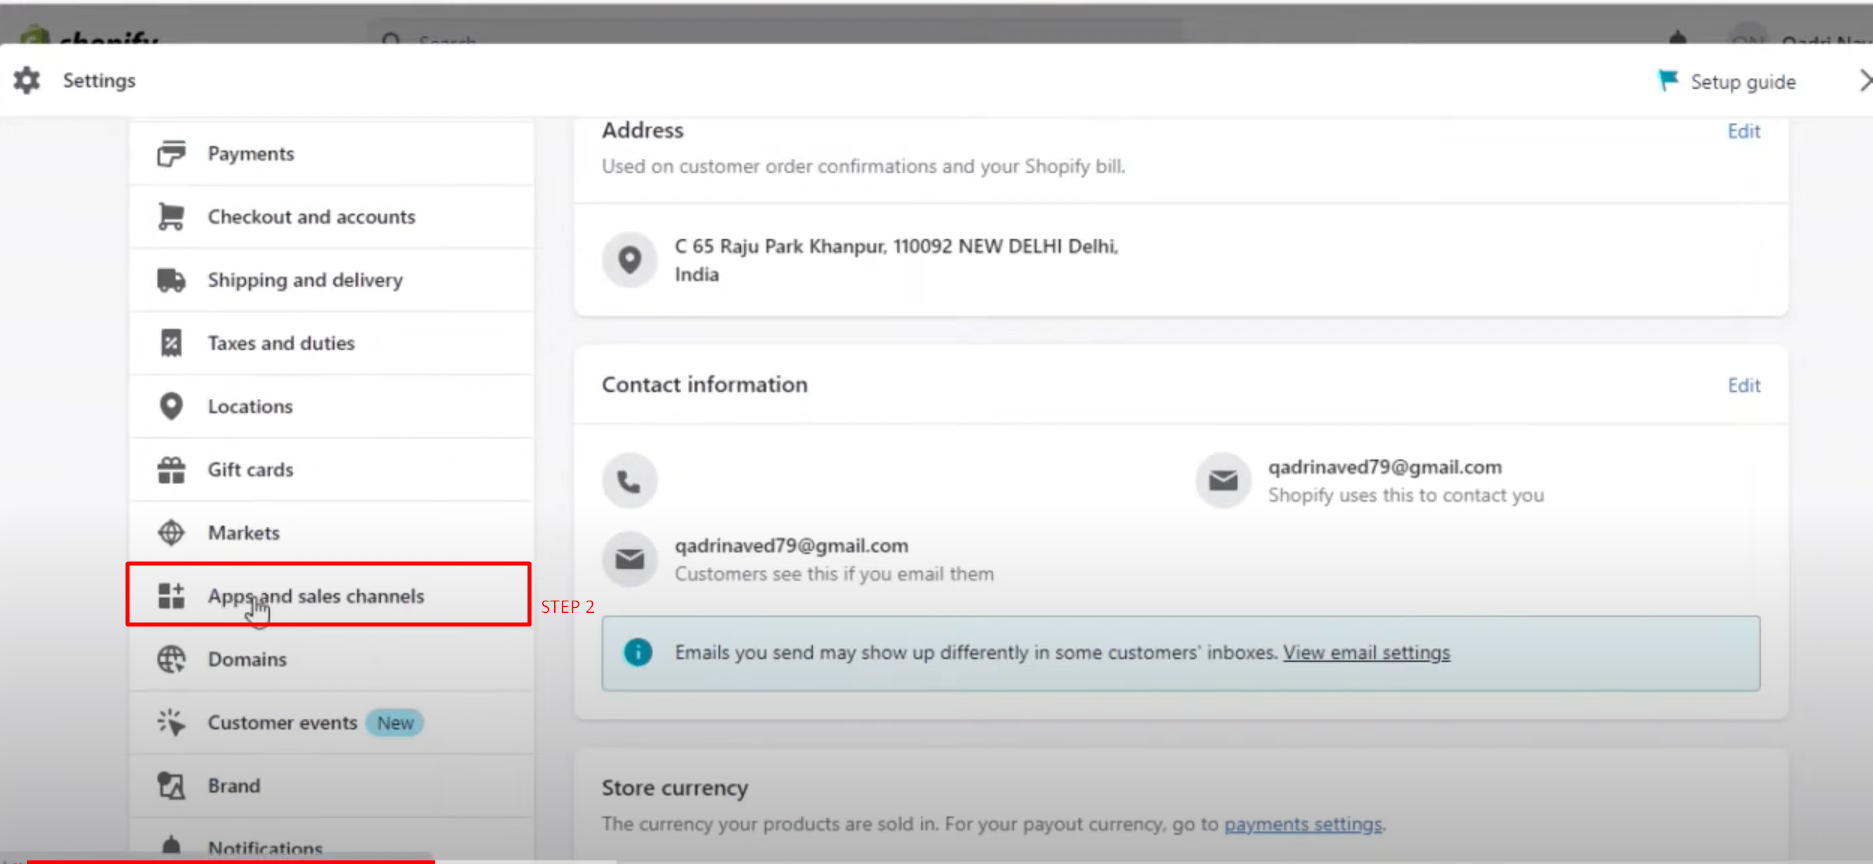 shopify
Search
Qadri Nav
Settings
Setup guide
Payments
Checkout and accounts
Shipping and delivery
Taxes and duties
Locations
Gift cards
Markets
Apps and sales channels
STEP 2
Domains
Customer events New
Brand
Notifications
Address
Edit
Used on customer order confirmations and your Shopify bill.
C 65 Raju Park Khanpur, 110092 NEW DELHI Delhi,
India
Contact information
Edit
qadrinaved79@gmail.com
Shopify uses this to contact you
qadrinaved79@gmail.com
Customers see this if you email them
Emails you send may show up differently in some customers' inboxes. View email settings
Store currency
The currency your products are sold in. For your payout currency, go to payments settings.